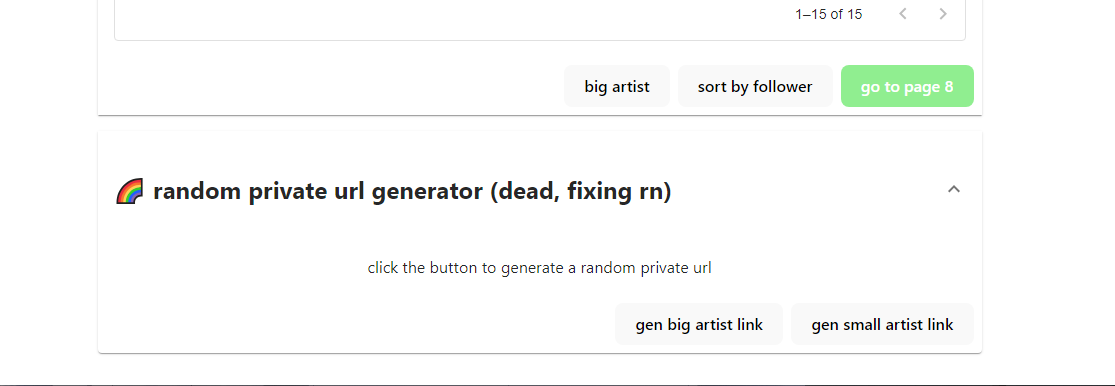 1–15 of 15
big artist
sort by follower
go to page 8
🌈 random private url generator (dead, fixing rn)
click the button to generate a random private url
gen big artist link
gen small artist link